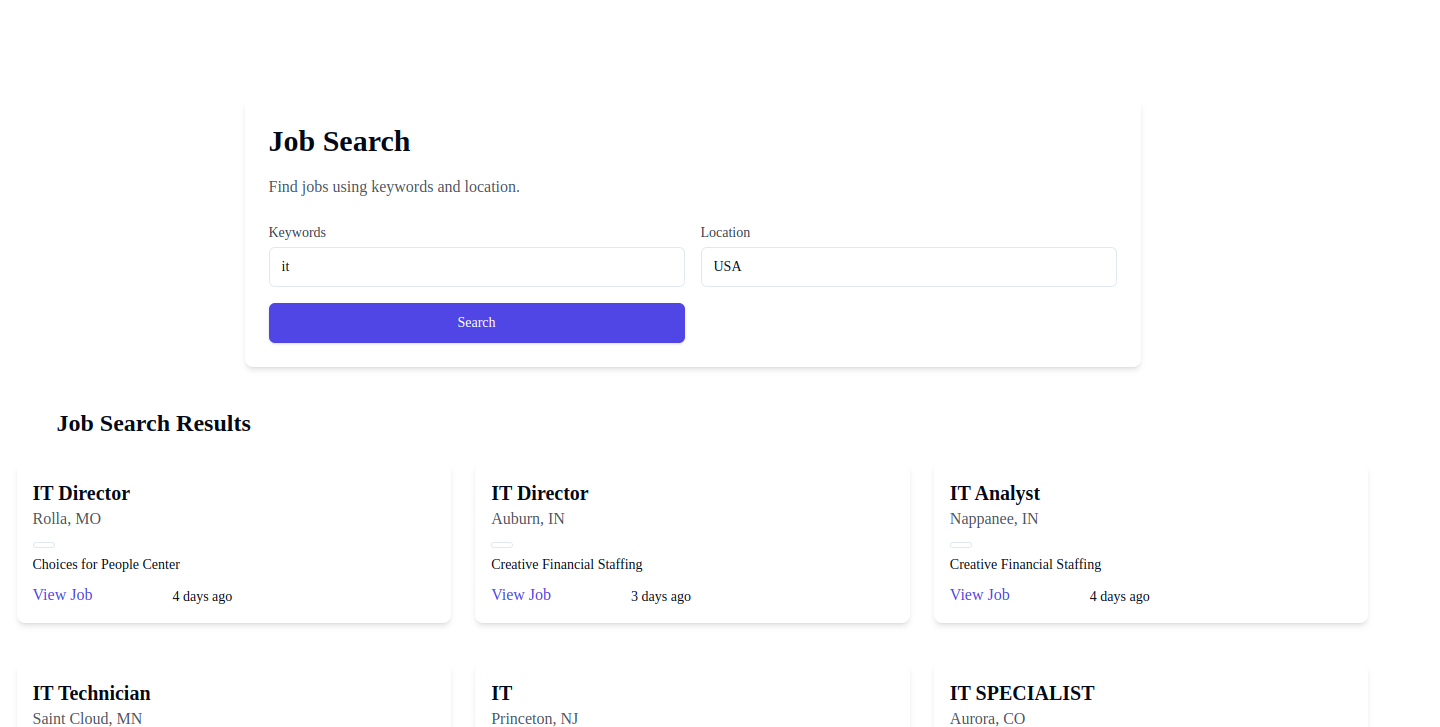 Job Search
Find jobs using keywords and location.
Keywords
Location
it
USA
Search
Job Search Results
IT Director
Rolla, MO
Choices for People Center
View Job
4 days ago
IT Director
Auburn, IN
Creative Financial Staffing
View Job
3 days ago
IT Analyst
Nappanee, IN
Creative Financial Staffing
View Job
4 days ago
IT Technician
Saint Cloud, MN
IT
Princeton, NJ
IT SPECIALIST
Aurora, CO